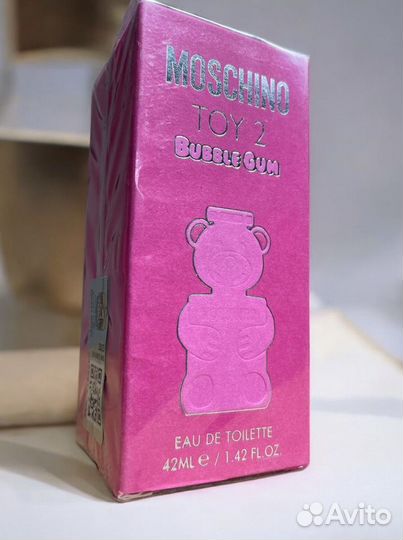 MOSCHINO
TOY 2
BUBBLE GUM
EAU DE TOILETTE
42ML ℮ / 1.42 FL.OZ.
Avito